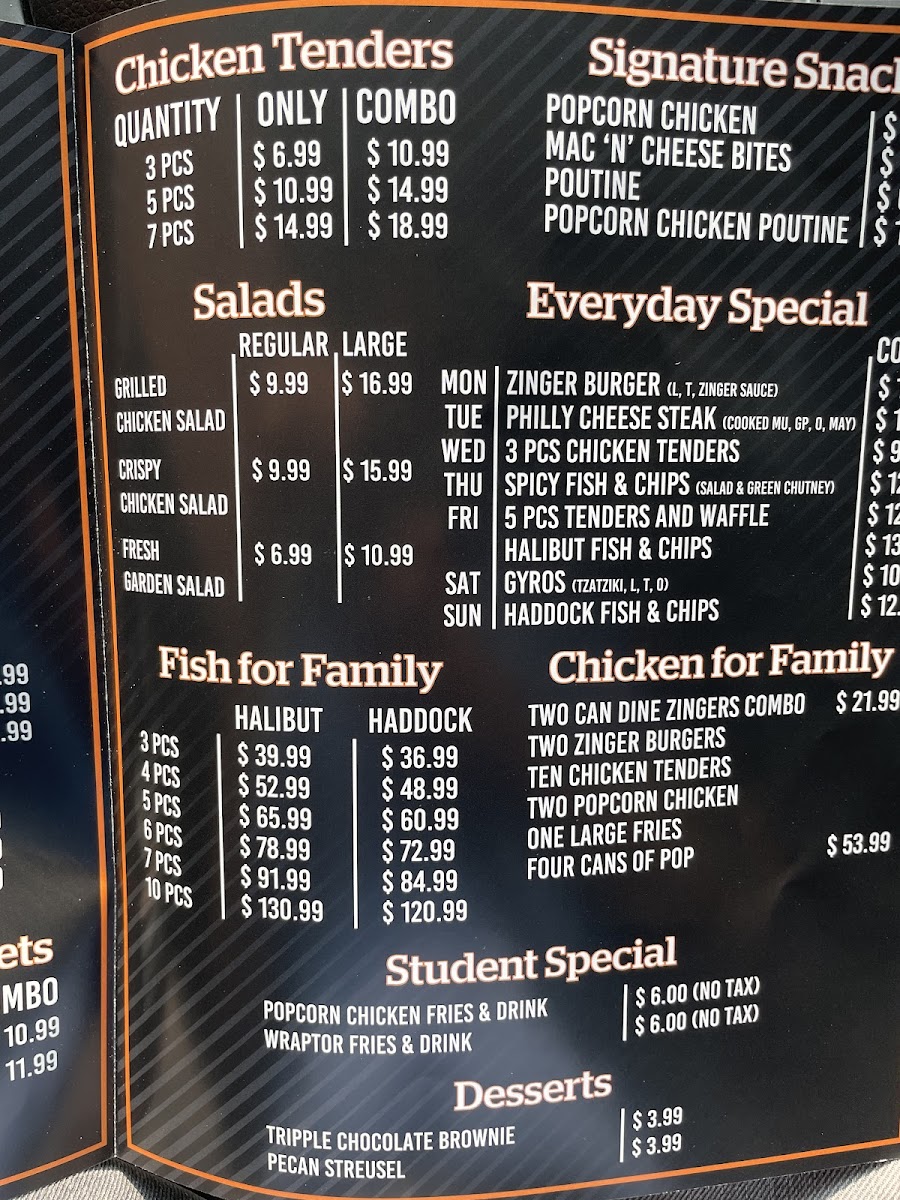 Chicken Tenders
QUANTITY ONLY COMBO
3 PCS $ 6.99 $ 10.99
5 PCS $ 10.99 $ 14.99
7 PCS $ 14.99 $ 18.99
Signature Snac
POPCORN CHICKEN $
MAC 'N' CHEESE BITES $
POUTINE $
POPCORN CHICKEN POUTINE $
Salads
REGULAR LARGE
GRILLED $ 9.99 $ 16.99
CHICKEN SALAD
CRISPY $ 9.99 $ 15.99
CHICKEN SALAD
FRESH $ 6.99 $ 10.99
GARDEN SALAD
Everyday Special
CO
MON ZINGER BURGER (L, T, ZINGER SAUCE) $
TUE PHILLY CHEESE STEAK (COOKED MU, GP, O, MAY) $ 1
WED 3 PCS CHICKEN TENDERS $ 9
THU SPICY FISH & CHIPS (SALAD & GREEN CHUTNEY) $ 12
FRI 5 PCS TENDERS AND WAFFLE $ 12
HALIBUT FISH & CHIPS $ 13
SAT GYROS (TZATZIKI, L, T, O) $ 10
SUN HADDOCK FISH & CHIPS $ 12.
Fish for Family
HALIBUT HADDOCK
3 PCS $ 39.99 $ 36.99
4 PCS $ 52.99 $ 48.99
5 PCS $ 65.99 $ 60.99
6 PCS $ 78.99 $ 72.99
7 PCS $ 91.99 $ 84.99
10 PCS $ 130.99 $ 120.99
Chicken for Family
TWO CAN DINE ZINGERS COMBO $ 21.99
TWO ZINGER BURGERS
TEN CHICKEN TENDERS
TWO POPCORN CHICKEN
ONE LARGE FRIES
FOUR CANS OF POP $ 53.99
Student Special
POPCORN CHICKEN FRIES & DRINK $ 6.00 (NO TAX)
WRAPTOR FRIES & DRINK $ 6.00 (NO TAX)
Desserts
TRIPPLE CHOCOLATE BROWNIE $ 3.99
PECAN STREUSEL $ 3.99
.99
.99
.99
ets
MBO
10.99
11.99